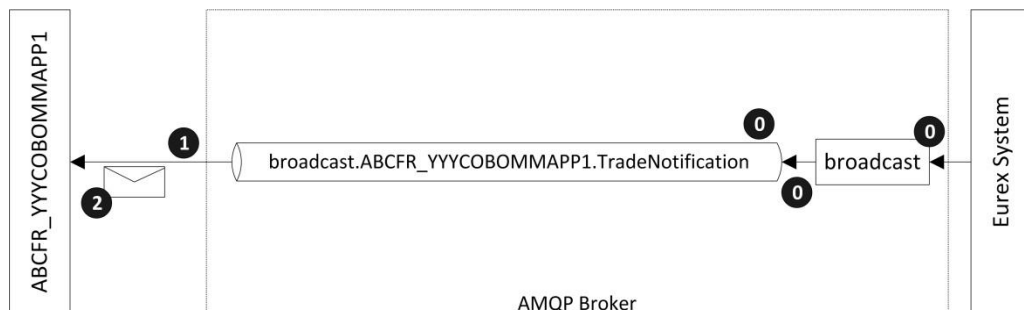 ABCFR_YYYCOBOMMAPP1
1
2
broadcast.ABCFR_YYYCOBOMMAPP1.TradeNotification
0
0
broadcast
0
Eurex System
AMQP Broker